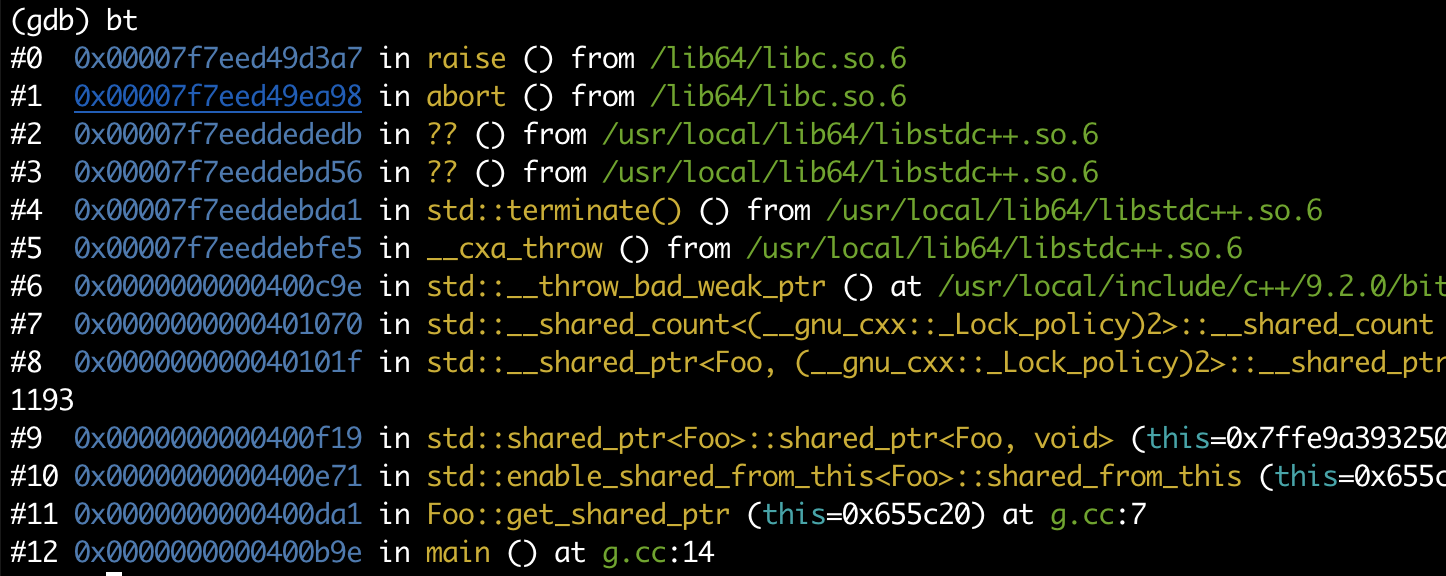 (gdb) bt
#0  0x00007f7eed49d3a7 in raise () from /lib64/libc.so.6
#1  0x00007f7eed49ea98 in abort () from /lib64/libc.so.6
#2  0x00007f7eeddededb in ?? () from /usr/local/lib64/libstdc++.so.6
#3  0x00007f7eeddebd56 in ?? () from /usr/local/lib64/libstdc++.so.6
#4  0x00007f7eeddebda1 in std::terminate() () from /usr/local/lib64/libstdc++.so.6
#5  0x00007f7eeddebfe5 in __cxa_throw () from /usr/local/lib64/libstdc++.so.6
#6  0x0000000000400c9e in std::__throw_bad_weak_ptr () at /usr/local/include/c++/9.2.0/bit
#7  0x0000000000401070 in std::__shared_count<(__gnu_cxx::_Lock_policy)2>::__shared_count
#8  0x000000000040101f in std::__shared_ptr<Foo, (__gnu_cxx::_Lock_policy)2>::__shared_ptr
1193
#9  0x0000000000400f19 in std::shared_ptr<Foo>::shared_ptr<Foo, void> (this=0x7ffe9a393250
#10 0x0000000000400e71 in std::enable_shared_from_this<Foo>::shared_from_this (this=0x655c
#11 0x0000000000400da1 in Foo::get_shared_ptr (this=0x655c20) at g.cc:7
#12 0x0000000000400b9e in main () at g.cc:14